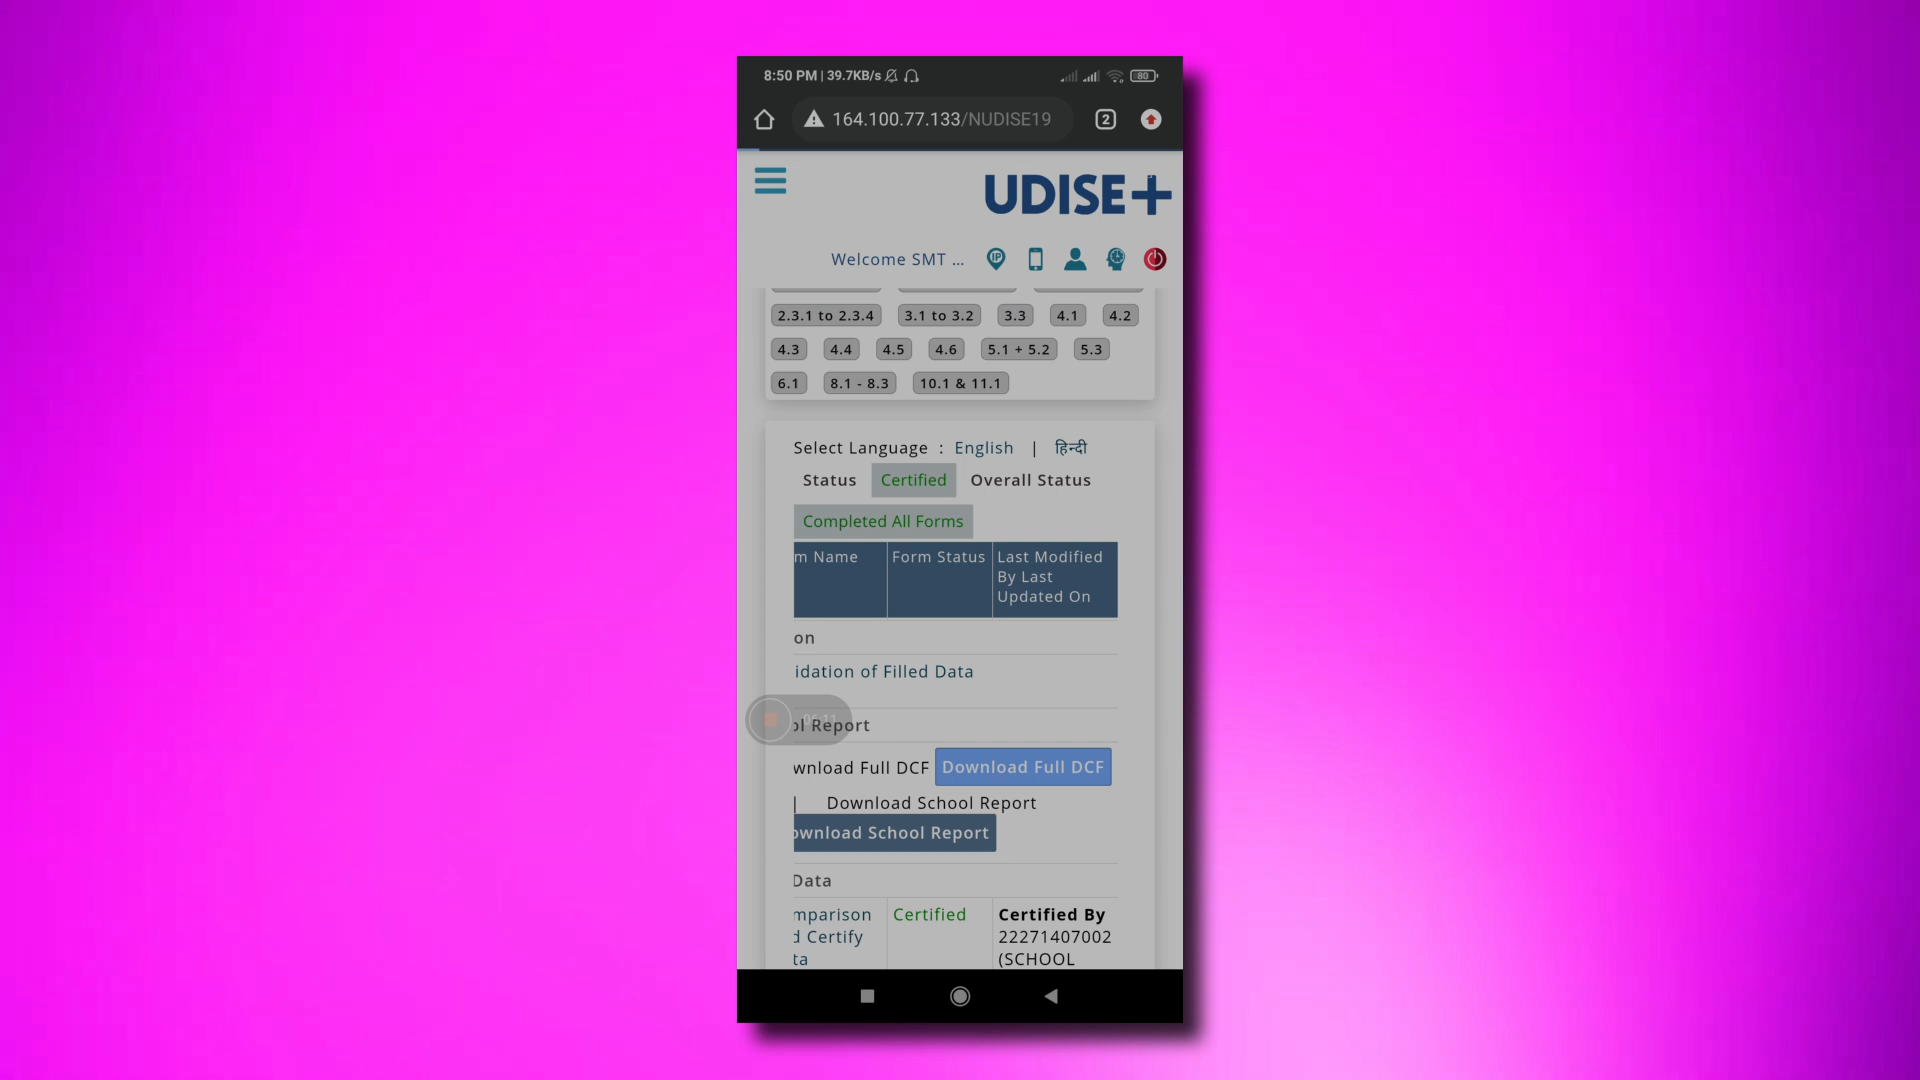 8:50 PM | 39.7KB/s 80
164.100.77.133/NUDISE19 2
UDISE+
Welcome SMT ... IP
2.3.1 to 2.3.4 3.1 to 3.2 3.3 4.1 4.2
4.3 4.4 4.5 4.6 5.1 + 5.2 5.3
6.1 8.1 - 8.3 10.1 & 11.1
Select Language : English | हिन्दी
Status Certified Overall Status
Completed All Forms
m Name Form Status Last Modified
By Last
Updated On
on
idation of Filled Data
ol Report
wnload Full DCF Download Full DCF
| Download School Report
ownload School Report
Data
mparison Certified Certified By
d Certify 22271407002
ta (SCHOOL